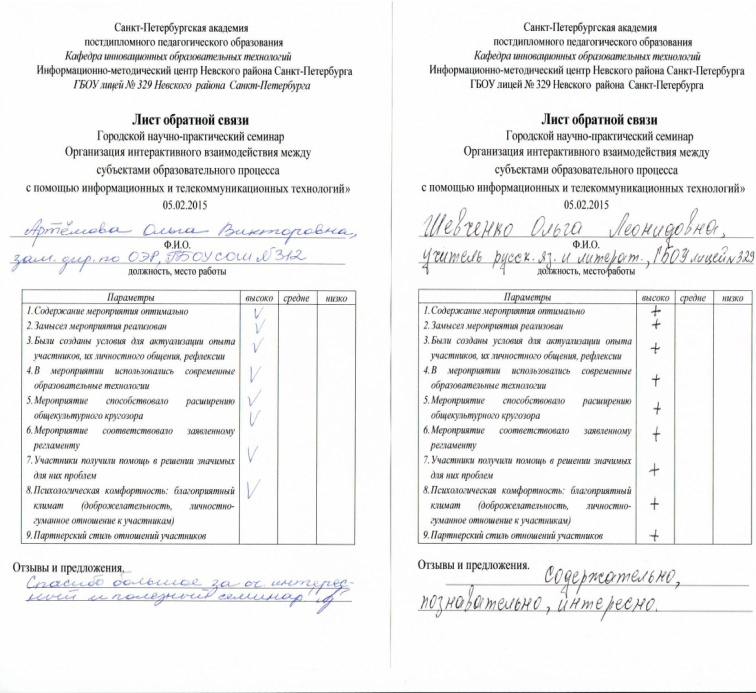 Санкт-Петербургская академия
постдипломного педагогического образования
Кафедра инновационных образовательных технологий
Информационно-методический центр Невского района Санкт-Петербурга
ГБОУ лицей № 329 Невского района Санкт-Петербурга
Лист обратной связи
Городской научно-практический семинар
Организация интерактивного взаимодействия между
субъектами образовательного процесса
с помощью информационных и телекоммуникационных технологий»
05.02.2015
Артёмова Ольга Викторовна,
Ф.И.О.
зам. дир. по ОЭР, ГБОУ СОШ №312
должность, место работы
Параметры высоко средне низко
1. Содержание мероприятия оптимально V
2. Замысел мероприятия реализован V
3. Были созданы условия для актуализации опыта V
участников, их личностного общения, рефлексии
4. В мероприятии использовались современные V
образовательные технологии
5. Мероприятие способствовало расширению V
общекультурного кругозора V
6. Мероприятие соответствовало заявленному
регламенту
7. Участники получили помощь в решении значимых V
для них проблем
8. Психологическая комфортность: благоприятный V
климат (доброжелательность, личностно-
гуманное отношение к участникам)
9. Партнерский стиль отношений участников
Отзывы и предложения.
Спасибо большое за оч. интерес-
ный и полезный семинар
Санкт-Петербургская академия
постдипломного педагогического образования
Кафедра инновационных образовательных технологий
Информационно-методический центр Невского района Санкт-Петербурга
ГБОУ лицей № 329 Невского района Санкт-Петербурга
Лист обратной связи
Городской научно-практический семинар
Организация интерактивного взаимодействия между
субъектами образовательного процесса
с помощью информационных и телекоммуникационных технологий»
05.02.2015
Шевченко Ольга Леонидовна,
Ф.И.О.
учитель русск. яз. и литерат., ГБОУ лицей №329
должность, место работы
Параметры высоко средне низко
1. Содержание мероприятия оптимально +
2. Замысел мероприятия реализован +
3. Были созданы условия для актуализации опыта +
участников, их личностного общения, рефлексии
4. В мероприятии использовались современные
образовательные технологии +
5. Мероприятие способствовало расширению
общекультурного кругозора +
6. Мероприятие соответствовало заявленному +
регламенту
7. Участники получили помощь в решении значимых
для них проблем +
8. Психологическая комфортность: благоприятный
климат (доброжелательность, личностно- +
гуманное отношение к участникам)
9. Партнерский стиль отношений участников +
Отзывы и предложения.
Содержательно,
познавательно, интересно.